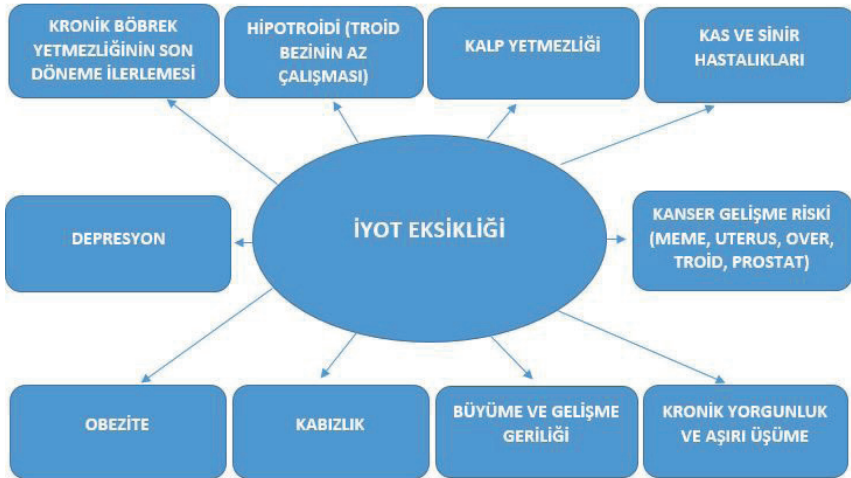 KRONİK BÖBREK
YETMEZLİĞİNİN SON
DÖNEME İLERLEMESİ
HİPOTROİDİ (TROİD
BEZİNİN AZ
ÇALIŞMASI)
KALP YETMEZLİĞİ
KAS VE SİNİR
HASTALIKLARI
DEPRESYON
İYOT EKSİKLİĞİ
KANSER GELİŞME RİSKİ
(MEME, UTERUS, OVER,
TROİD, PROSTAT)
OBEZİTE
KABIZLIK
BÜYÜME VE GELİŞME
GERİLİĞİ
KRONİK YORGUNLUK
VE AŞIRI ÜŞÜME